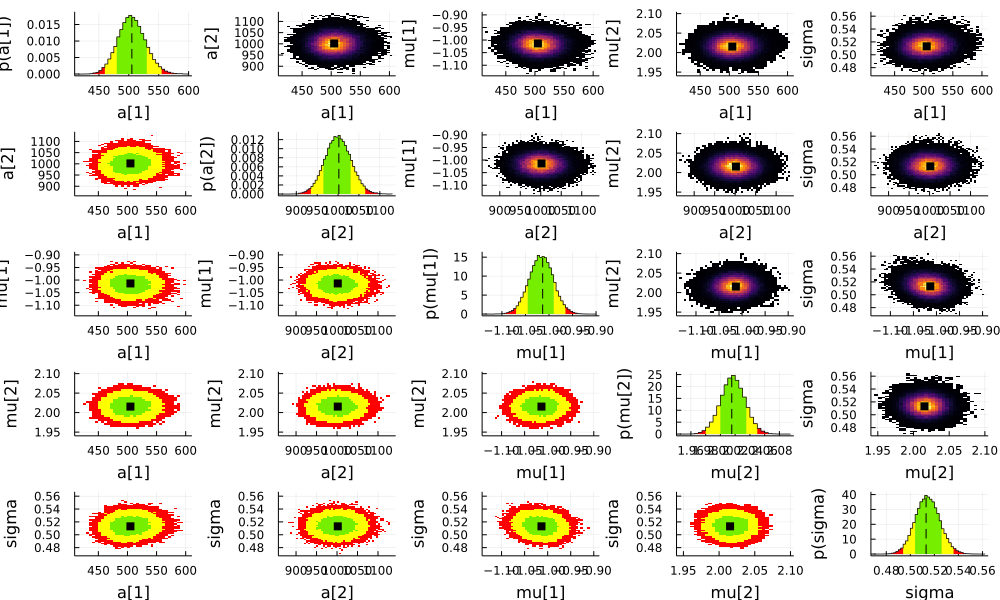 p(a[1])
0.015
0.010
0.005
0.000
450 500 550 600
a[1]
a[2]
1100
1050
1000
950
900
450 500 550 600
a[1]
mu[1]
−0.90
−0.95
−1.00
−1.05
−1.10
450 500 550 600
a[1]
mu[2]
2.10
2.05
2.00
1.95
450 500 550 600
a[1]
sigma
0.56
0.54
0.52
0.50
0.48
450 500 550 600
a[1]
a[2]
1100
1050
1000
950
900
450 500 550 600
a[1]
p(a[2])
0.012
0.010
0.008
0.006
0.004
0.002
0.000
900 950 1000 1050 1100
a[2]
mu[1]
−0.90
−0.95
−1.00
−1.05
−1.10
900 950 1000 1050 1100
a[2]
mu[2]
2.10
2.05
2.00
1.95
900 950 1000 1050 1100
a[2]
sigma
0.56
0.54
0.52
0.50
0.48
900 950 1000 1050 1100
a[2]
mu[1]
−0.90
−0.95
−1.00
−1.05
−1.10
450 500 550 600
a[1]
mu[1]
−0.90
−0.95
−1.00
−1.05
−1.10
900 950 1000 1050 1100
a[2]
p(mu[1])
15
10
5
0
−1.10 −1.05 −1.00 −0.95 −0.90
mu[1]
mu[2]
2.10
2.05
2.00
1.95
−1.10 −1.05 −1.00 −0.95 −0.90
mu[1]
sigma
0.56
0.54
0.52
0.50
0.48
−1.10 −1.05 −1.00 −0.95 −0.90
mu[1]
mu[2]
2.10
2.05
2.00
1.95
450 500 550 600
a[1]
mu[2]
2.10
2.05
2.00
1.95
900 950 1000 1050 1100
a[2]
mu[2]
2.10
2.05
2.00
1.95
−1.10 −1.05 −1.00 −0.95 −0.90
mu[1]
p(mu[2])
25
20
15
10
5
0
1.96 1.98 2.00 2.02 2.04 2.06 2.08
mu[2]
sigma
0.56
0.54
0.52
0.50
0.48
1.95 2.00 2.05 2.10
mu[2]
sigma
0.56
0.54
0.52
0.50
0.48
450 500 550 600
a[1]
sigma
0.56
0.54
0.52
0.50
0.48
900 950 1000 1050 1100
a[2]
sigma
0.56
0.54
0.52
0.50
0.48
−1.10 −1.05 −1.00 −0.95 −0.90
mu[1]
sigma
0.56
0.54
0.52
0.50
0.48
1.95 2.00 2.05 2.10
mu[2]
p(sigma)
40
30
20
10
0
0.48 0.50 0.52 0.54 0.56
sigma